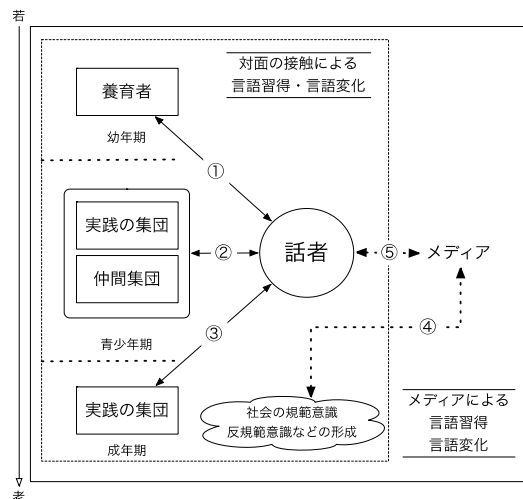 若
対面の接触による
言語習得・言語変化
養育者
幼年期
①
実践の集団
仲間集団
②
話者
⑤
メディア
青少年期
③
④
実践の集団
成年期
社会の規範意識
反規範意識などの形成
メディアによる
言語習得
言語変化
老